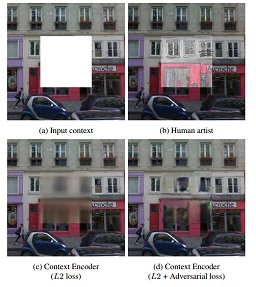 (a) Input context
(b) Human artist
(c) Context Encoder
(L2 loss)
(d) Context Encoder
(L2 + Adversarial loss)